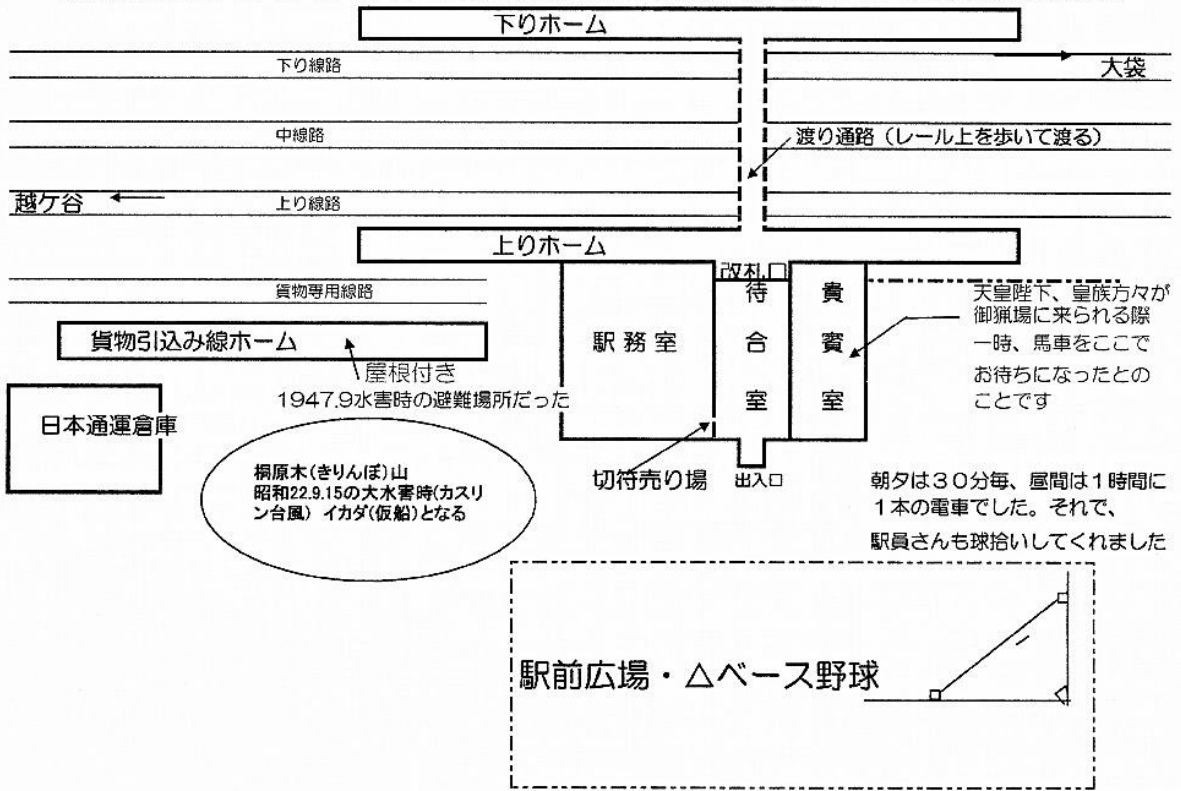 下りホーム
下り線路
大袋
中線路
渡り通路（レール上を歩いて渡る）
越ケ谷
上り線路
上りホーム
改札口
貨物専用線路
待合室
貴賓室
駅務室
天皇陛下、皇族方々が
御猟場に来られる際
一時、馬車をここで
お待ちになったとの
ことです
貨物引込み線ホーム
屋根付き
1947.9水害時の避難場所だった
日本通運倉庫
桐原木(きりんぼ)山
昭和22.9.15の大水害時(カスリ
ン台風) イカダ(仮船)となる
切符売り場
出入口
朝夕は３０分毎、昼間は１時間に
１本の電車でした。それで、
駅員さんも球拾いしてくれました
駅前広場・△ベース野球